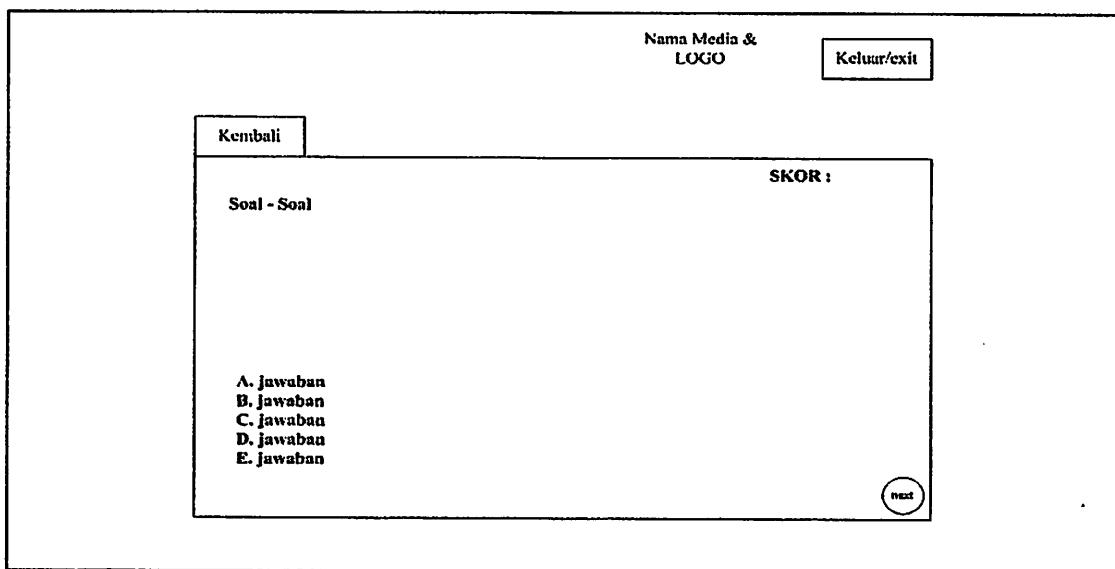 Nama Media &
LOGO
Keluar/exit
Kembali
SKOR :
Soal - Soal
A. jawaban
B. jawaban
C. jawaban
D. jawaban
E. jawaban
next